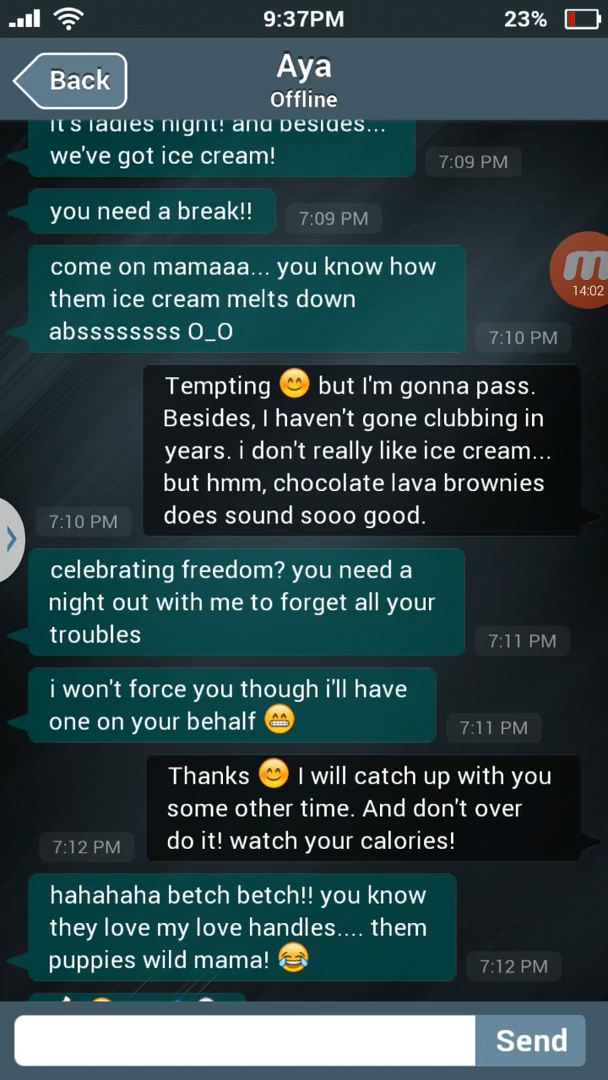 9:37PM
23%
Back
Aya
Offline
it's ladies night! and besides...
we've got ice cream!
7:09 PM
you need a break!!
7:09 PM
come on mamaaa... you know how
them ice cream melts down
abssssssss O_O
7:10 PM
14:02
Tempting 😊 but I'm gonna pass.
Besides, I haven't gone clubbing in
years. i don't really like ice cream...
but hmm, chocolate lava brownies
does sound sooo good.
7:10 PM
celebrating freedom? you need a
night out with me to forget all your
troubles
7:11 PM
i won't force you though i'll have
one on your behalf 😁
7:11 PM
Thanks 😊 I will catch up with you
some other time. And don't over
do it! watch your calories!
7:12 PM
hahahaha betch betch!! you know
they love my love handles.... them
puppies wild mama! 😂
7:12 PM
Send